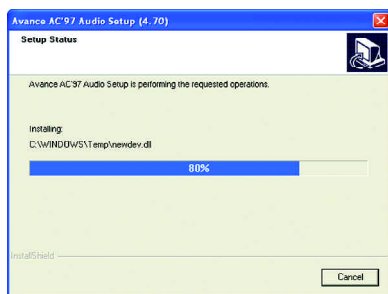 Avance AC'97 Audio Setup (4.70)
Setup Status
Avance AC'97 Audio Setup is performing the requested operations.
Installing:
C:\WINDOWS\Temp\newdev.dll
80%
InstallShield
Cancel